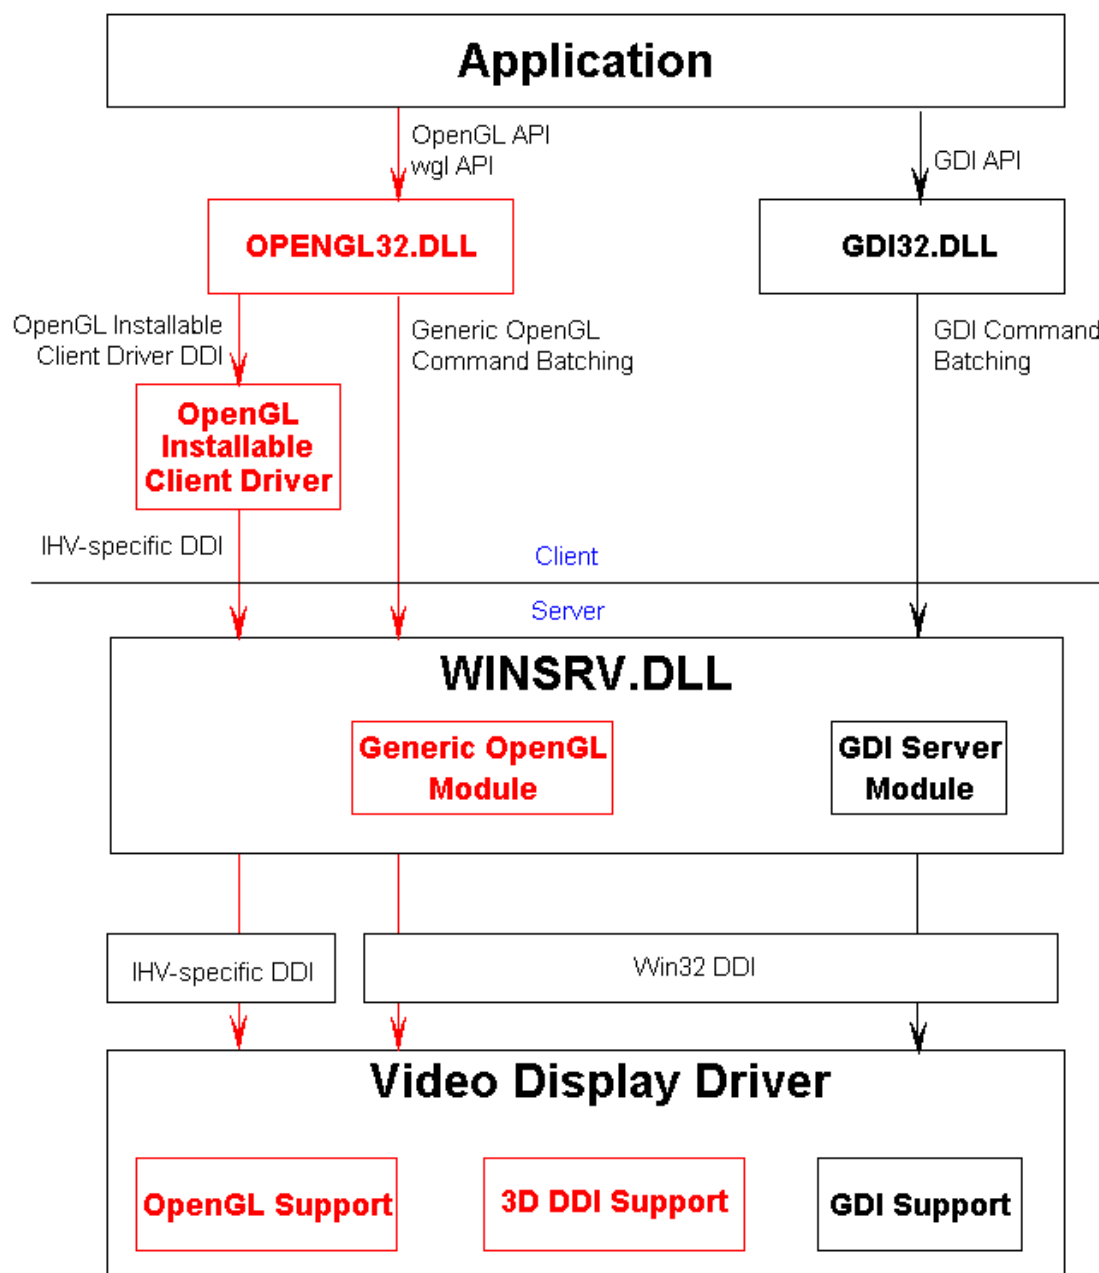 Application
OpenGL API
wgl API
GDI API
OPENGL32.DLL
GDI32.DLL
OpenGL Installable
Client Driver DDI
Generic OpenGL
Command Batching
GDI Command
Batching
OpenGL
Installable
Client Driver
IHV-specific DDI
Client
Server
WINSRV.DLL
Generic OpenGL
Module
GDI Server
Module
IHV-specific DDI
Win32 DDI
Video Display Driver
OpenGL Support
3D DDI Support
GDI Support